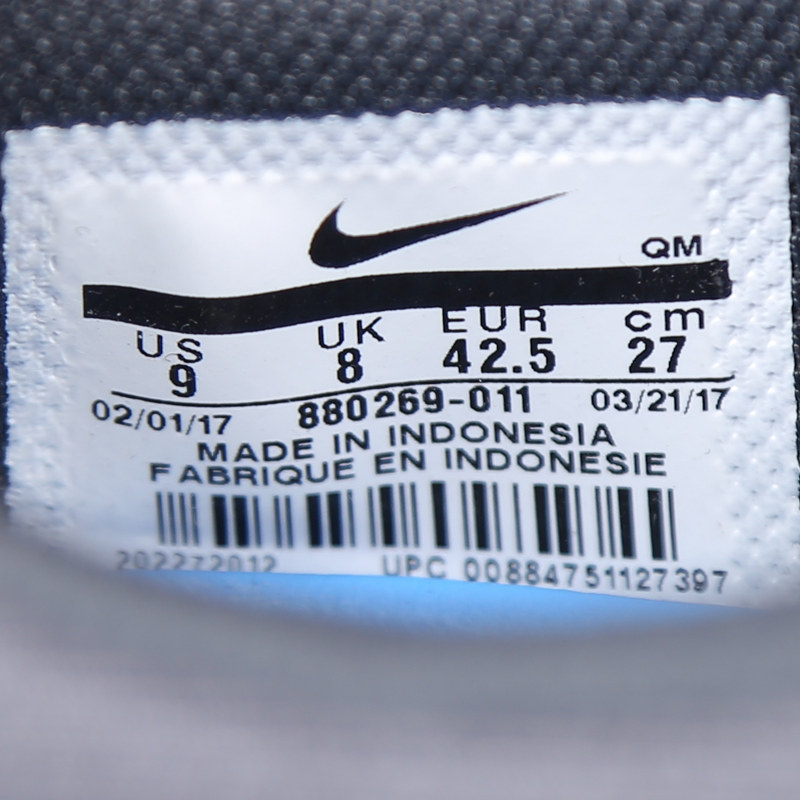 QM
US UK EUR cm
9 8 42.5 27
02/01/17 880269-011 03/21/17
MADE IN INDONESIA
FABRIQUE EN INDONESIE
202272012 UPC 00884751127397